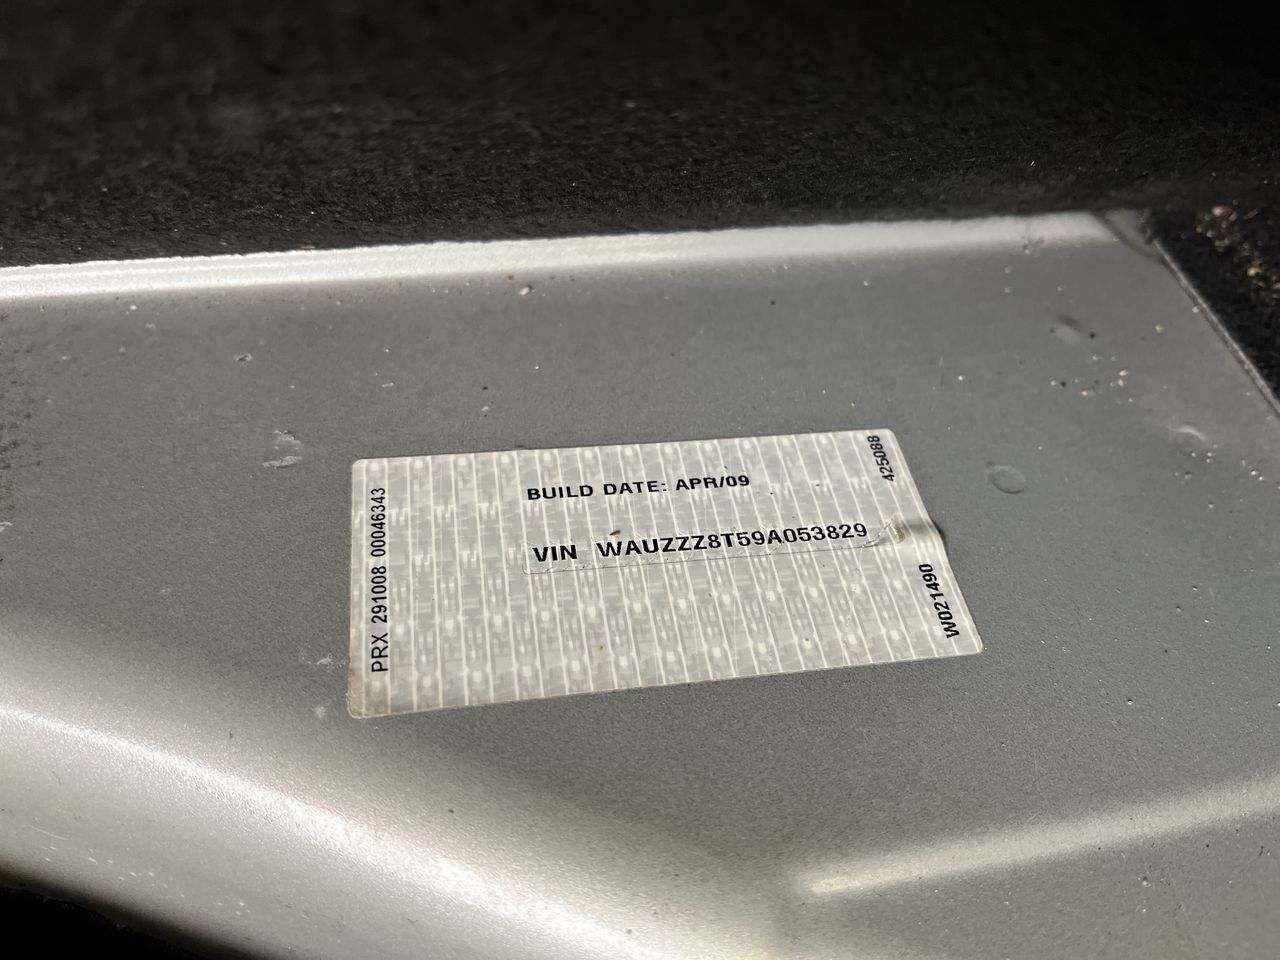 BUILD DATE: APR/09
VIN WAUZZZ8T59A053829
PRX 291008 00046343
425088
W021490